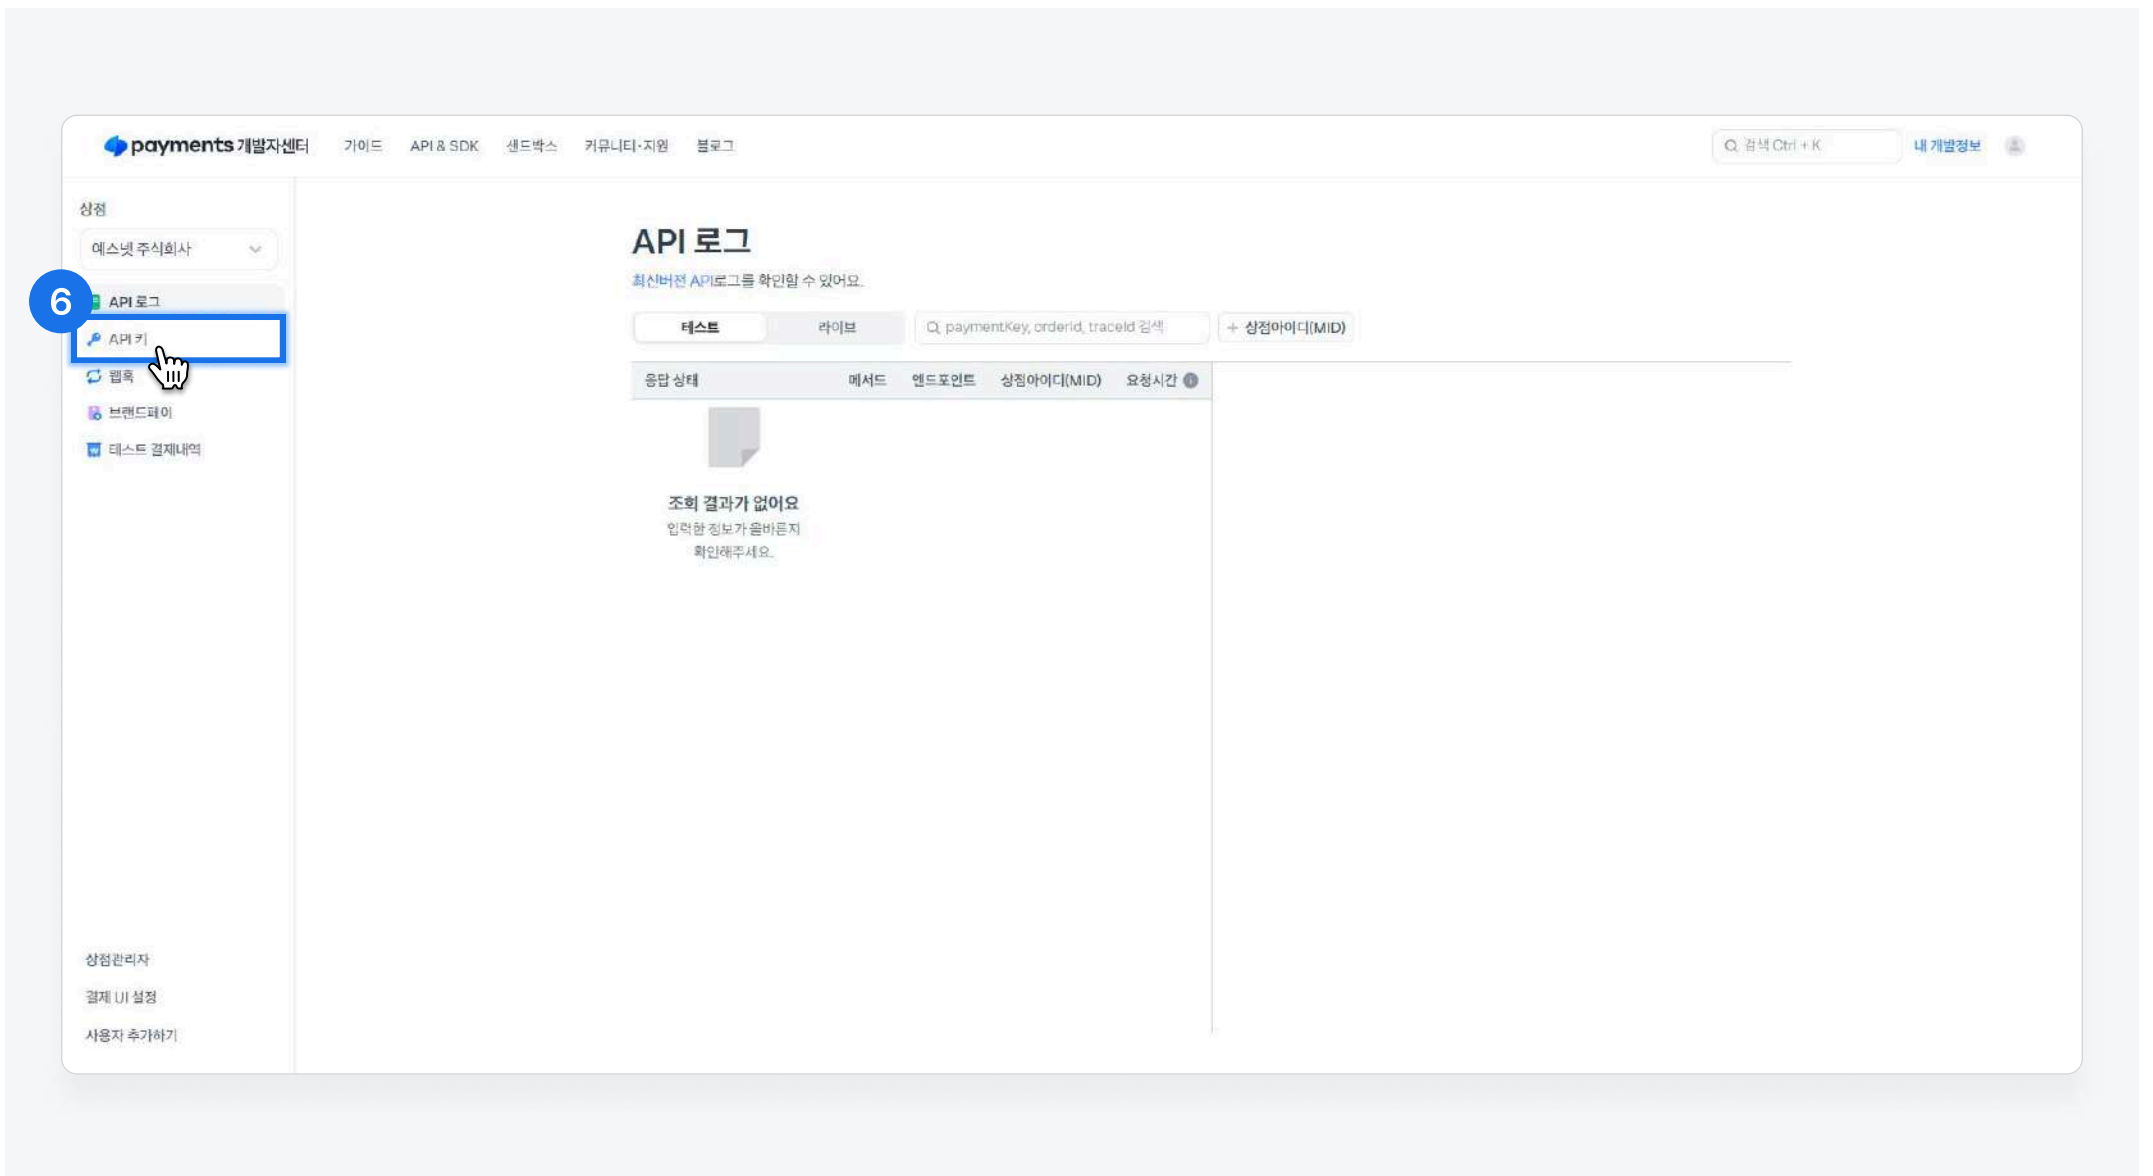 payments 개발자센터 가이드 API & SDK 샌드박스 커뮤니티·지원 블로그 검색 Ctrl + K 내 개발정보
상점
예스넷 주식회사
6
API 로그
API 키
웹훅
브랜드페이
테스트 결제내역
상점관리자
결제 UI 설정
사용자 추가하기
API 로그
최신버전 API로그를 확인할 수 있어요.
테스트 라이브 paymentKey, orderId, traceId 검색 + 상점아이디(MID)
응답 상태 메서드 엔드포인트 상점아이디(MID) 요청시간
조회 결과가 없어요
입력한 정보가 올바른지
확인해주세요.